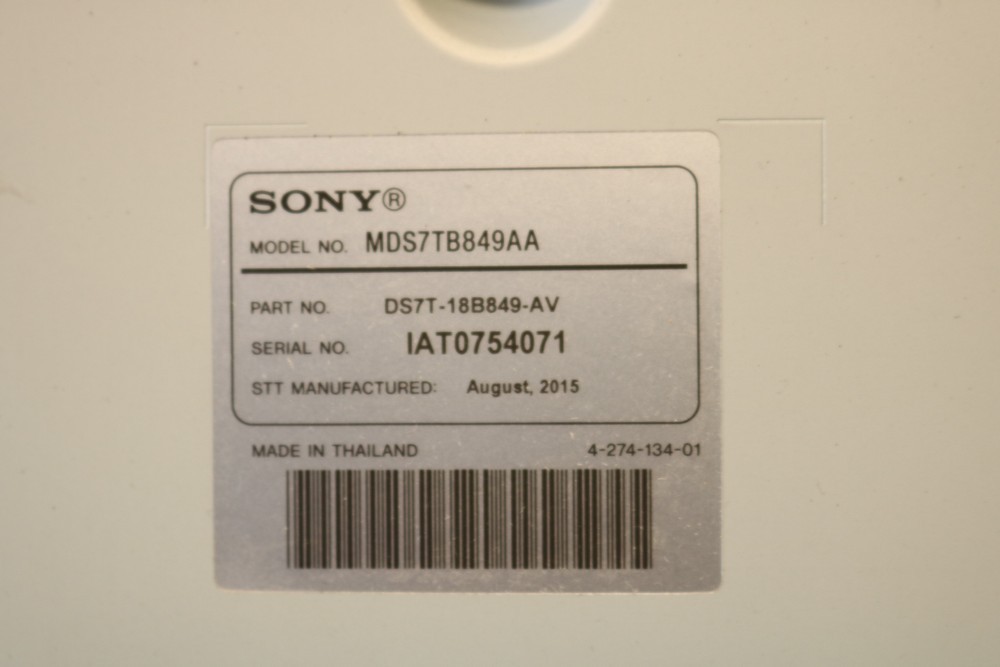 SONY®
MODEL NO. MDS7TB849AA
PART NO. DS7T-18B849-AV
SERIAL NO. IAT0754071
STT MANUFACTURED: August, 2015
MADE IN THAILAND 4-274-134-01